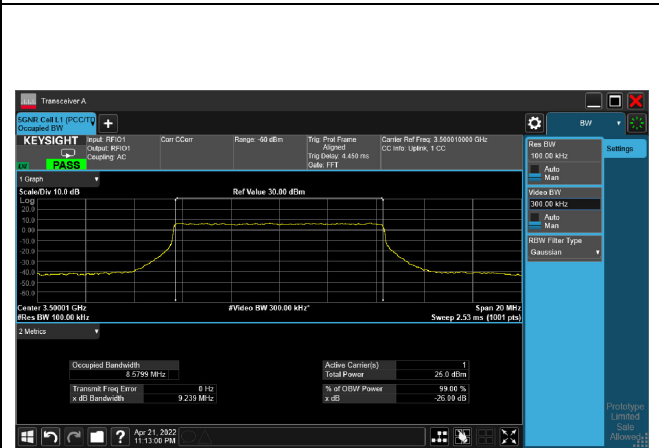 Transceiver A
5GNR Cell L1 (PCC/T)
Occupied BW
+
BW
KEYSIGHT
PASS
Input: RFIO1
Output: RFIO1
Coupling: AC
Corr CCorr
Range: -60 dBm
Trig: Prot Frame
Aligned
Trig Delay: 4.450 ms
Gate: FFT
Carrier Ref Freq: 3.500010000 GHz
CC Info: Uplink, 1 CC
Res BW
100.00 kHz
Auto
Man
Video BW
300.00 kHz
Auto
Man
RBW Filter Type
Gaussian
Settings
1 Graph
Scale/Div 10.0 dB
Ref Value 30.00 dBm
Log
20.0
10.0
0.00
-10.0
-20.0
-30.0
-40.0
-50.0
-60.0
Center 3.50001 GHz
#Video BW 300.00 kHz*
Span 20 MHz
#Res BW 100.00 kHz
Sweep 2.53 ms (1001 pts)
2 Metrics
Occupied Bandwidth
8.5799 MHz
Active Carrier(s) 1
Total Power 25.0 dBm
Transmit Freq Error 0 Hz
x dB Bandwidth 9.239 MHz
% of OBW Power 99.00 %
x dB -26.00 dB
Prototype
Limited
Sale
Allowed
?
Apr 21, 2022
11:13:00 PM